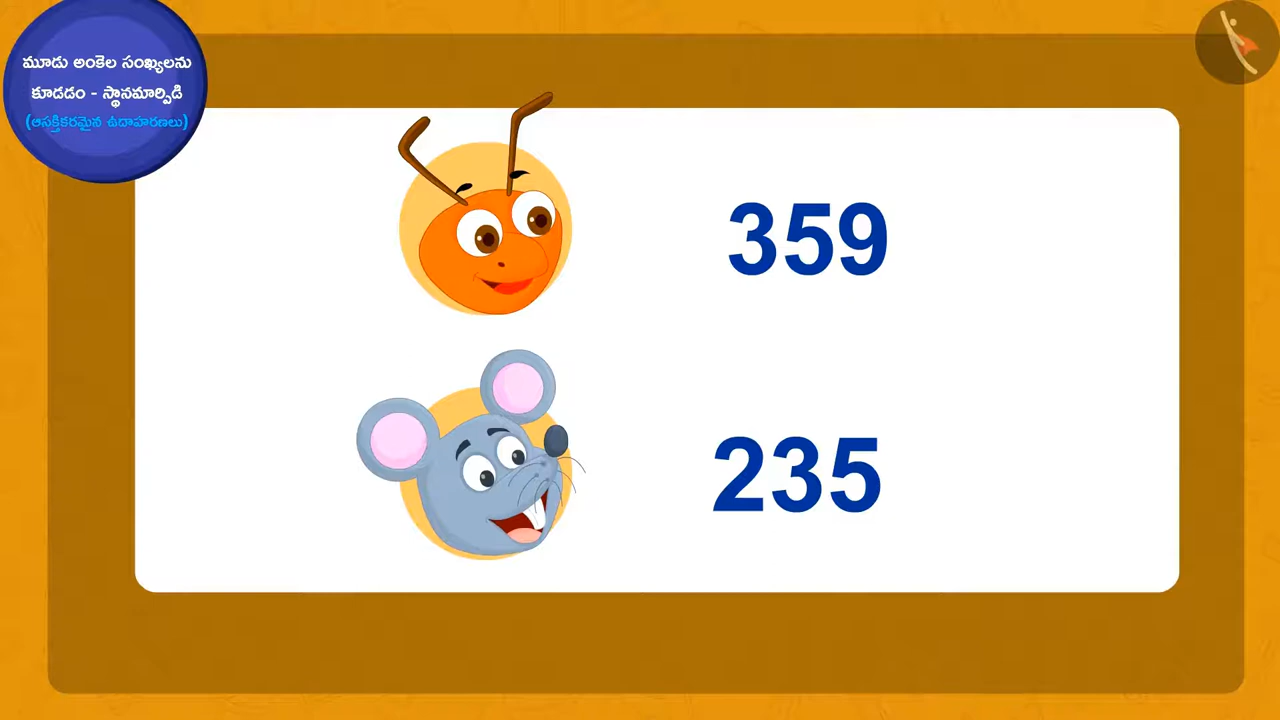 మూడు అంకెల సంఖ్యలను
కూడడం - స్థానమార్పిడి
(ఆసక్తికరమైన ఉదాహరణలు)
359
235